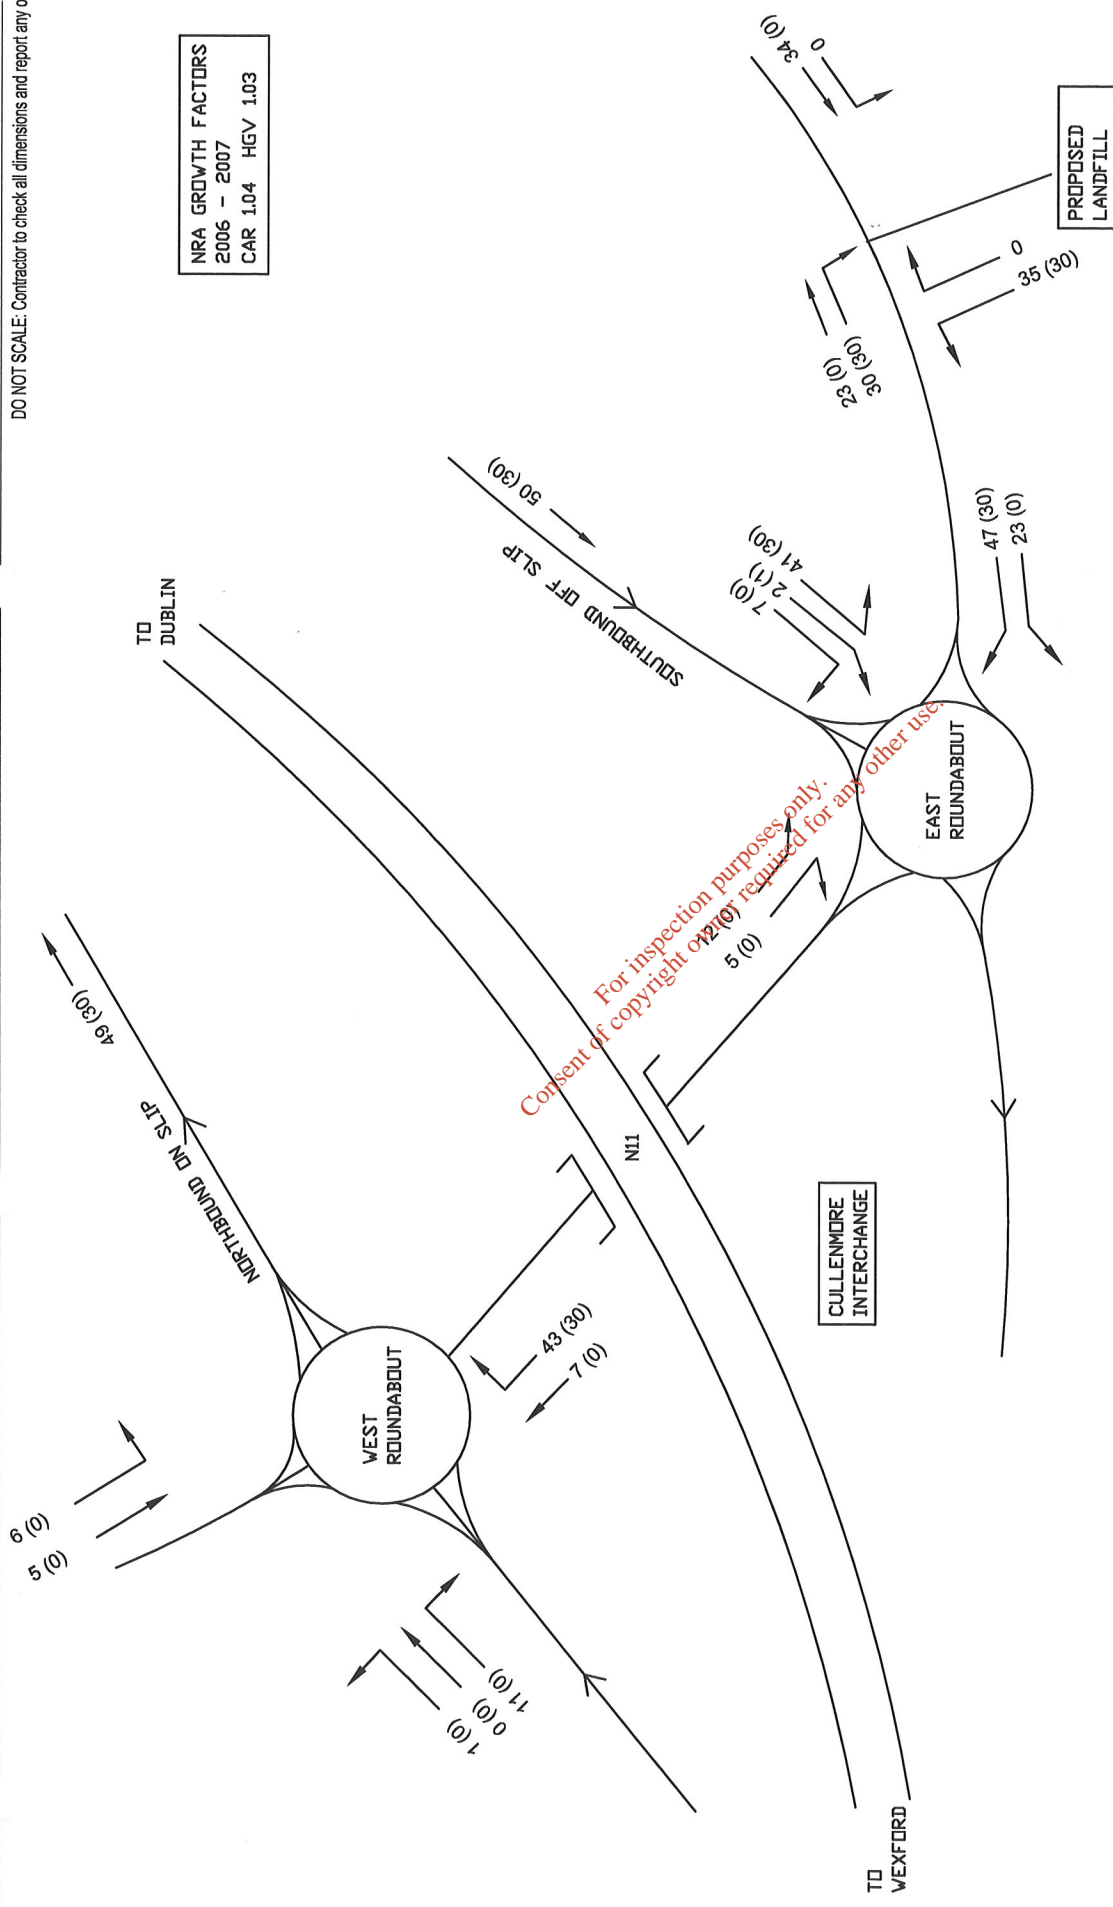 DO NOT SCALE: Contractor to check all dimensions and report any o
NRA GROWTH FACTORS
2006 - 2007
CAR 1.04 HGV 1.03
34 (0)
0
PROPOSED
LANDFILL
23 (0)
30 (30)
0
35 (30)
TO
DUBLIN
50 (30)
SOUTHBOUND OFF SLIP
7 (0)
2 (1)
41 (30)
47 (30)
23 (0)
EAST
ROUNDABOUT
12 (0)
5 (0)
For inspection purposes only.
Consent of copyright owner required for any other use.
49 (30)
NORTHBOUND ON SLIP
N11
CULLENMORE
INTERCHANGE
43 (30)
7 (0)
WEST
ROUNDABOUT
6 (0)
5 (0)
1 (0)
0 (0)
11 (0)
TO
WEXFORD